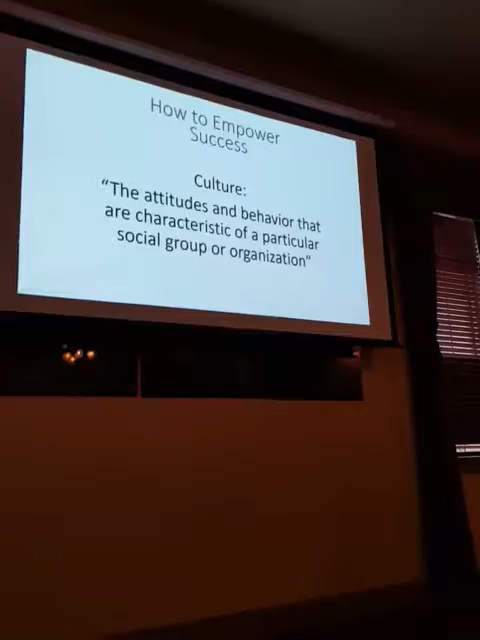 How to Empower
Success
Culture:
“The attitudes and behavior that
are characteristic of a particular
social group or organization”